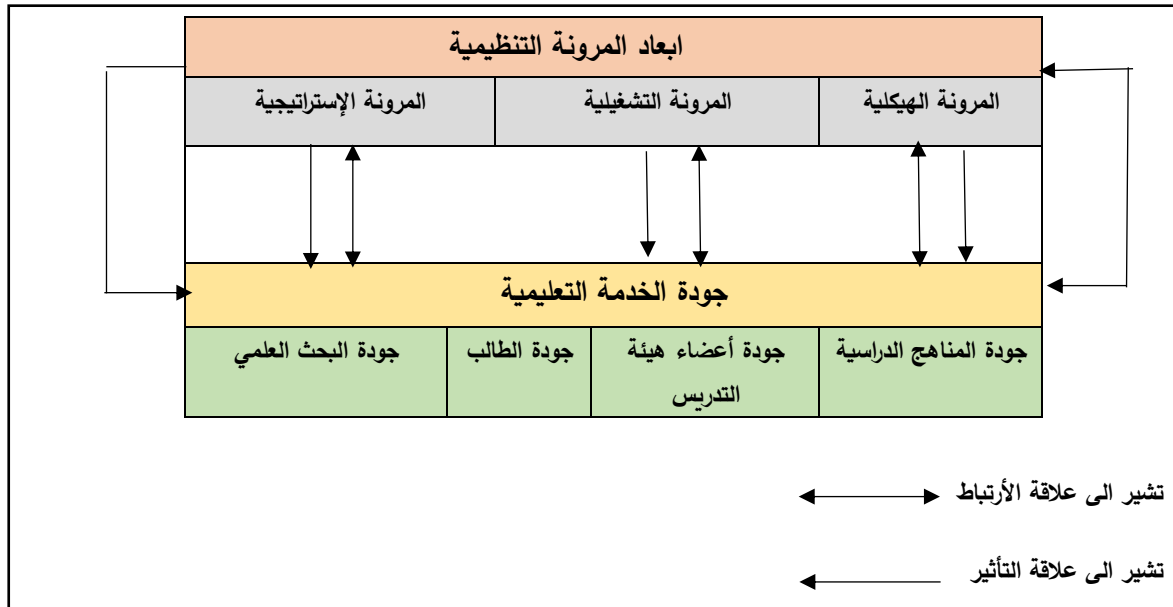 ابعاد المرونة التنظيمية
المرونة الهيكلية
المرونة التشغيلية
المرونة الإستراتيجية
جودة الخدمة التعليمية
جودة المناهج الدراسية
جودة أعضاء هيئة
التدريس
جودة الطالب
جودة البحث العلمي
تشير الى علاقة الأرتباط
تشير الى علاقة التأثير